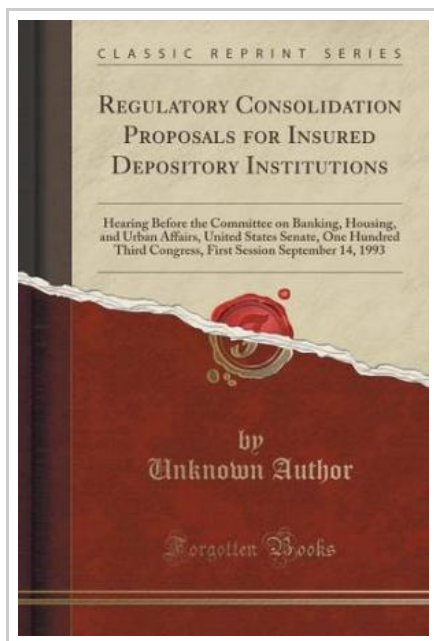 CLASSIC REPRINT SERIES
REGULATORY CONSOLIDATION
PROPOSALS FOR INSURED
DEPOSITORY INSTITUTIONS
Hearing Before the Committee on Banking, Housing,
and Urban Affairs, United States Senate, One Hundred
Third Congress, First Session September 14, 1993
by
Unknown Author
Forgotten Books